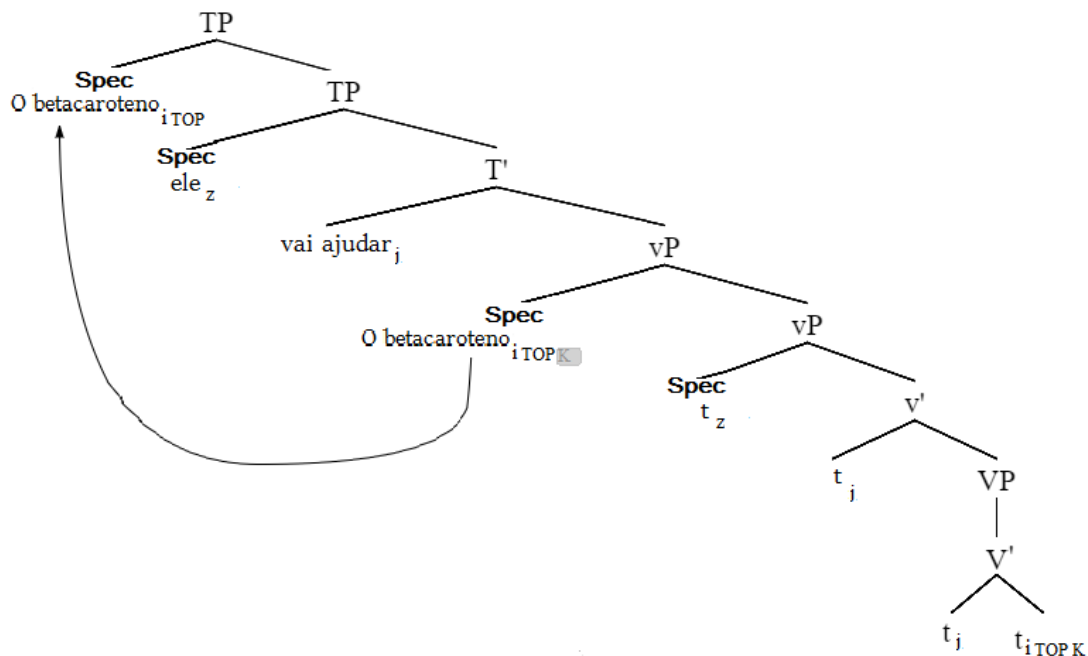 TP
Spec
O betacaroteno i TOP
TP
Spec
ele z
T'
vai ajudar j
vP
Spec
O betacaroteno i TOP K
vP
Spec
t z
v'
t j
VP
V'
t j
t i TOP K